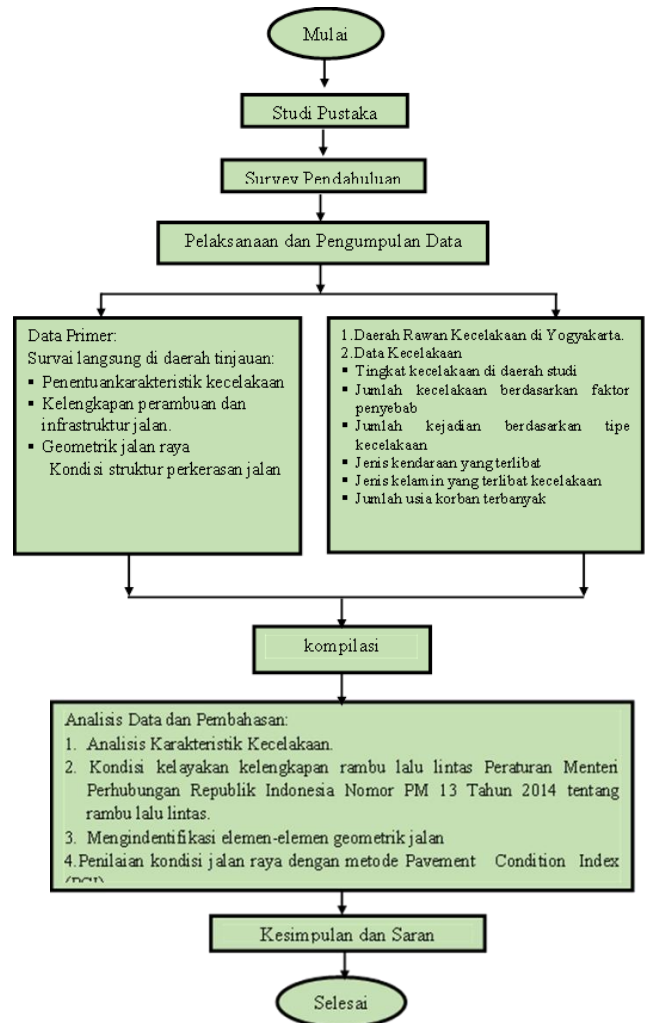 Mulai
Studi Pustaka
Survey Pendahuluan
Pelaksanaan dan Pengumpulan Data
Data Primer:
Survai langsung di daerah tinjauan:
▪ Penentuankarakteristik kecelakaan
▪ Kelengkapan perambuan dan
infrastruktur jalan.
▪ Geometrik jalan raya
Kondisi struktur perkerasan jalan
1.Daerah Rawan Kecelakaan di Yogyakarta.
2.Data Kecelakaan
▪ Tingkat kecelakaan di daerah studi
▪ Jumlah kecelakaan berdasarkan faktor
penyebab
▪ Jumlah kejadian berdasarkan tipe
kecelakaan
▪ Jenis kendaraan yang terlibat
▪ Jenis kelamin yang terlibat kecelakaan
▪ Jumlah usia korban terbanyak
kompilasi
Analisis Data dan Pembahasan:
1. Analisis Karakteristik Kecelakaan.
2. Kondisi kelayakan kelengkapan rambu lalu lintas Peraturan Menteri
Perhubungan Republik Indonesia Nomor PM 13 Tahun 2014 tentang
rambu lalu lintas.
3. Mengindentifikasi elemen-elemen geometrik jalan
4.Penilaian kondisi jalan raya dengan metode Pavement Condition Index
(PCI)
Kesimpulan dan Saran
Selesai